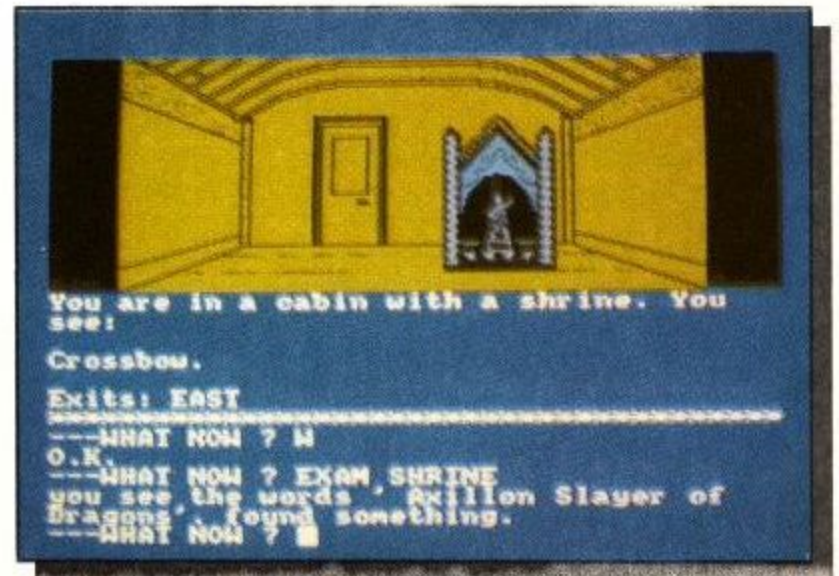 You are in a cabin with a shrine. You
see:
Crossbow.
Exits: EAST
---WHAT NOW ? W
O.K.
---WHAT NOW ? EXAM SHRINE
you see the words ' Axillon Slayer of
Dragons'. found something.
---WHAT NOW ?